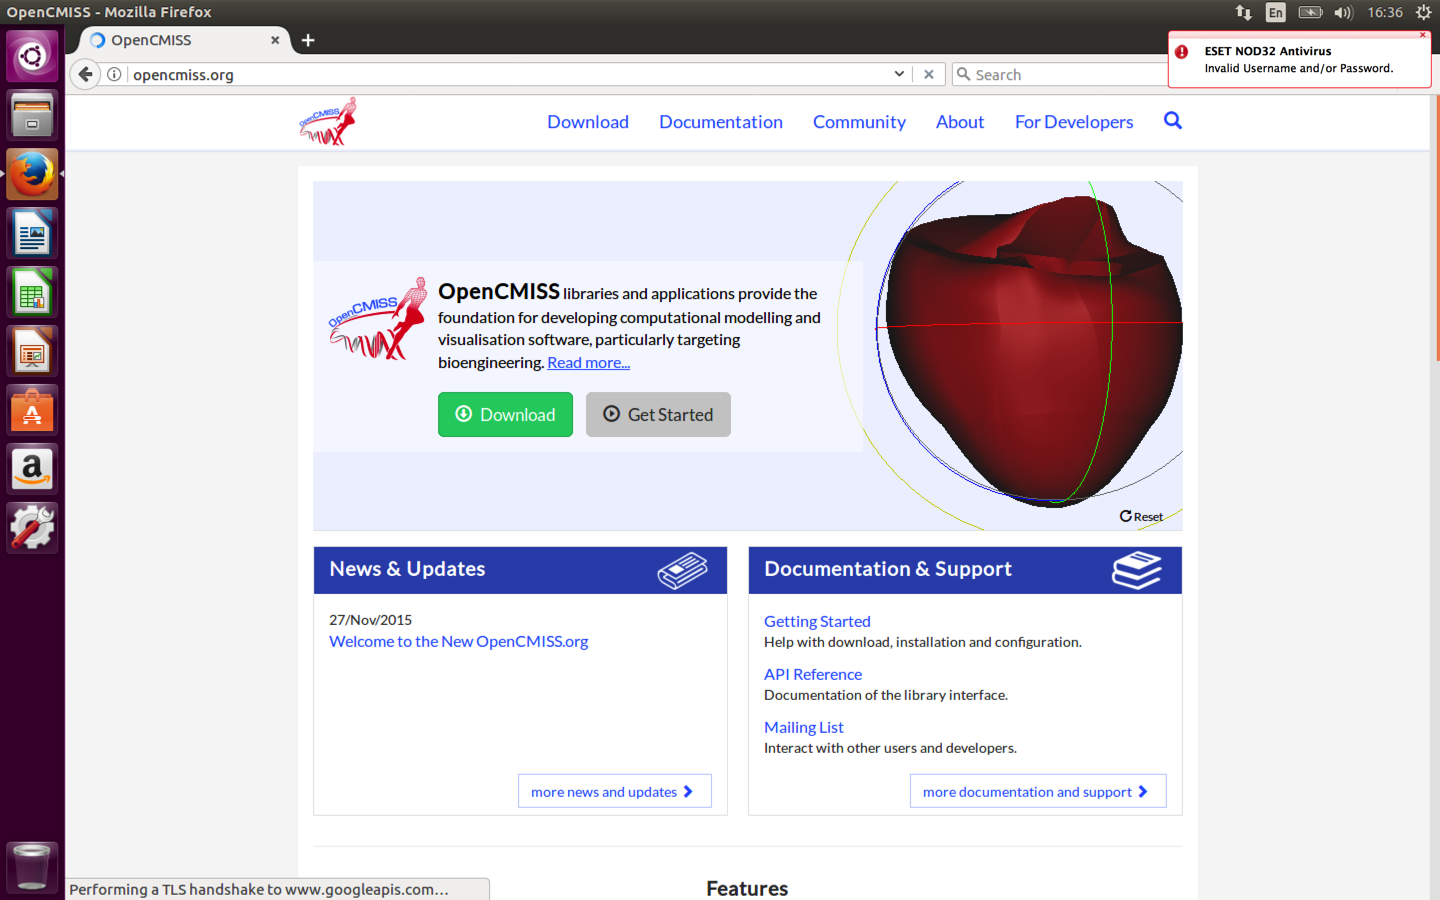 OpenCMISS - Mozilla Firefox
En
16:36
OpenCMISS
ESET NOD32 Antivirus
Invalid Username and/or Password.
opencmiss.org
Search
OpenCMISS
Download
Documentation
Community
About
For Developers
OpenCMISS
OpenCMISS libraries and applications provide the
foundation for developing computational modelling and
visualisation software, particularly targeting
bioengineering. Read more...
Download
Get Started
Reset
News & Updates
27/Nov/2015
Welcome to the New OpenCMISS.org
more news and updates
Documentation & Support
Getting Started
Help with download, installation and configuration.
API Reference
Documentation of the library interface.
Mailing List
Interact with other users and developers.
more documentation and support
Features
Performing a TLS handshake to www.googleapis.com...